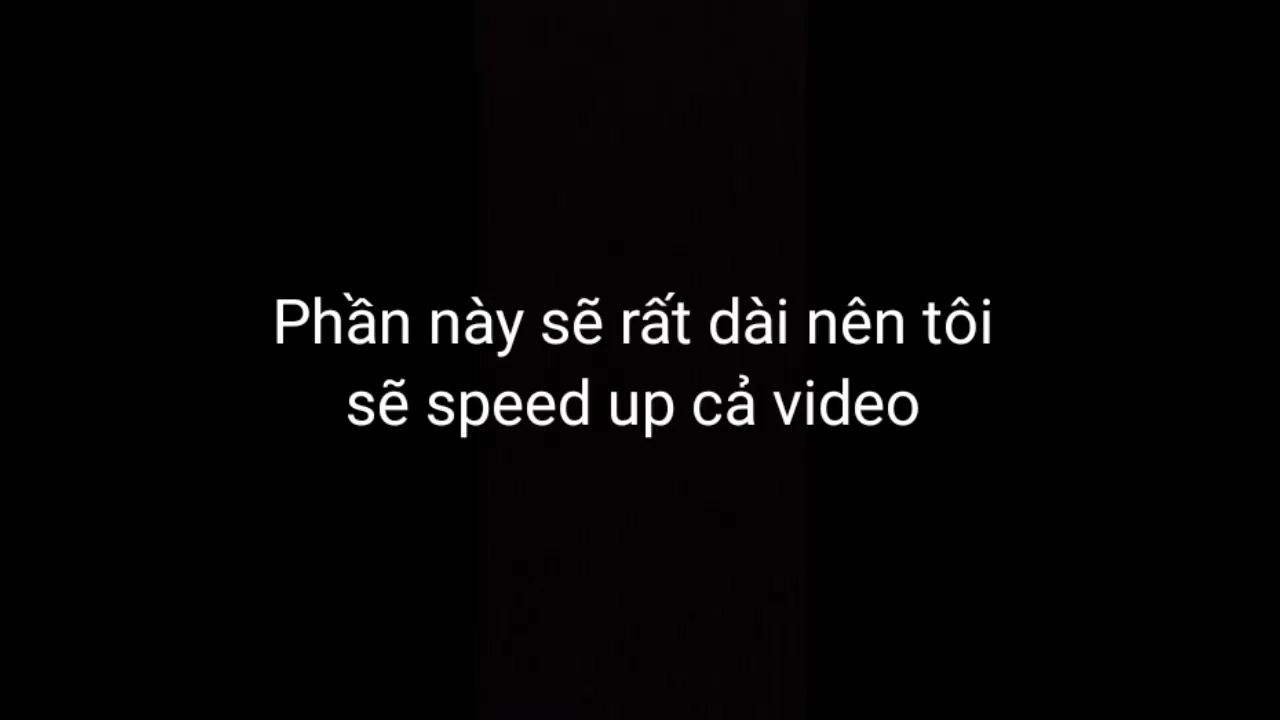 Phần này sẽ rất dài nên tôi
sẽ speed up cả video